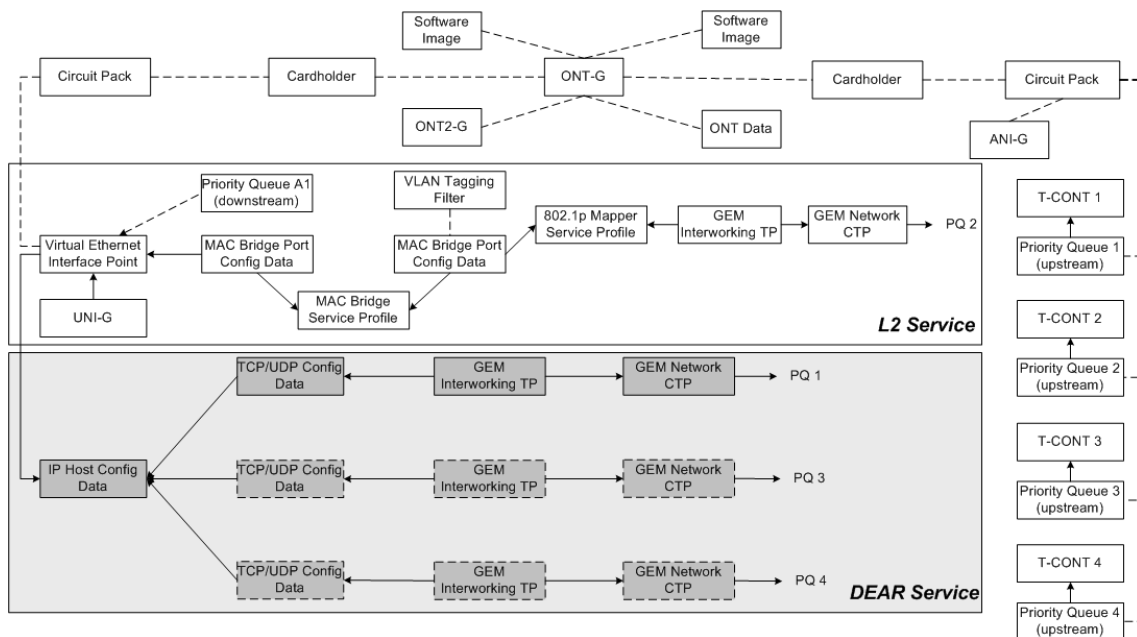 Software
Image
Software
Image
Circuit Pack
Cardholder
ONT-G
Cardholder
Circuit Pack
ONT2-G
ONT Data
ANI-G
Priority Queue A1
(downstream)
VLAN Tagging
Filter
Virtual Ethernet
Interface Point
MAC Bridge Port
Config Data
MAC Bridge Port
Config Data
802.1p Mapper
Service Profile
GEM
Interworking TP
GEM Network
CTP
PQ 2
UNI-G
MAC Bridge
Service Profile
L2 Service
TCP/UDP Config
Data
GEM
Interworking TP
GEM Network
CTP
PQ 1
IP Host Config
Data
TCP/UDP Config
Data
GEM
Interworking TP
GEM Network
CTP
PQ 3
TCP/UDP Config
Data
GEM
Interworking TP
GEM Network
CTP
PQ 4
DEAR Service
T-CONT 1
Priority Queue 1
(upstream)
T-CONT 2
Priority Queue 2
(upstream)
T-CONT 3
Priority Queue 3
(upstream)
T-CONT 4
Priority Queue 4
(upstream)